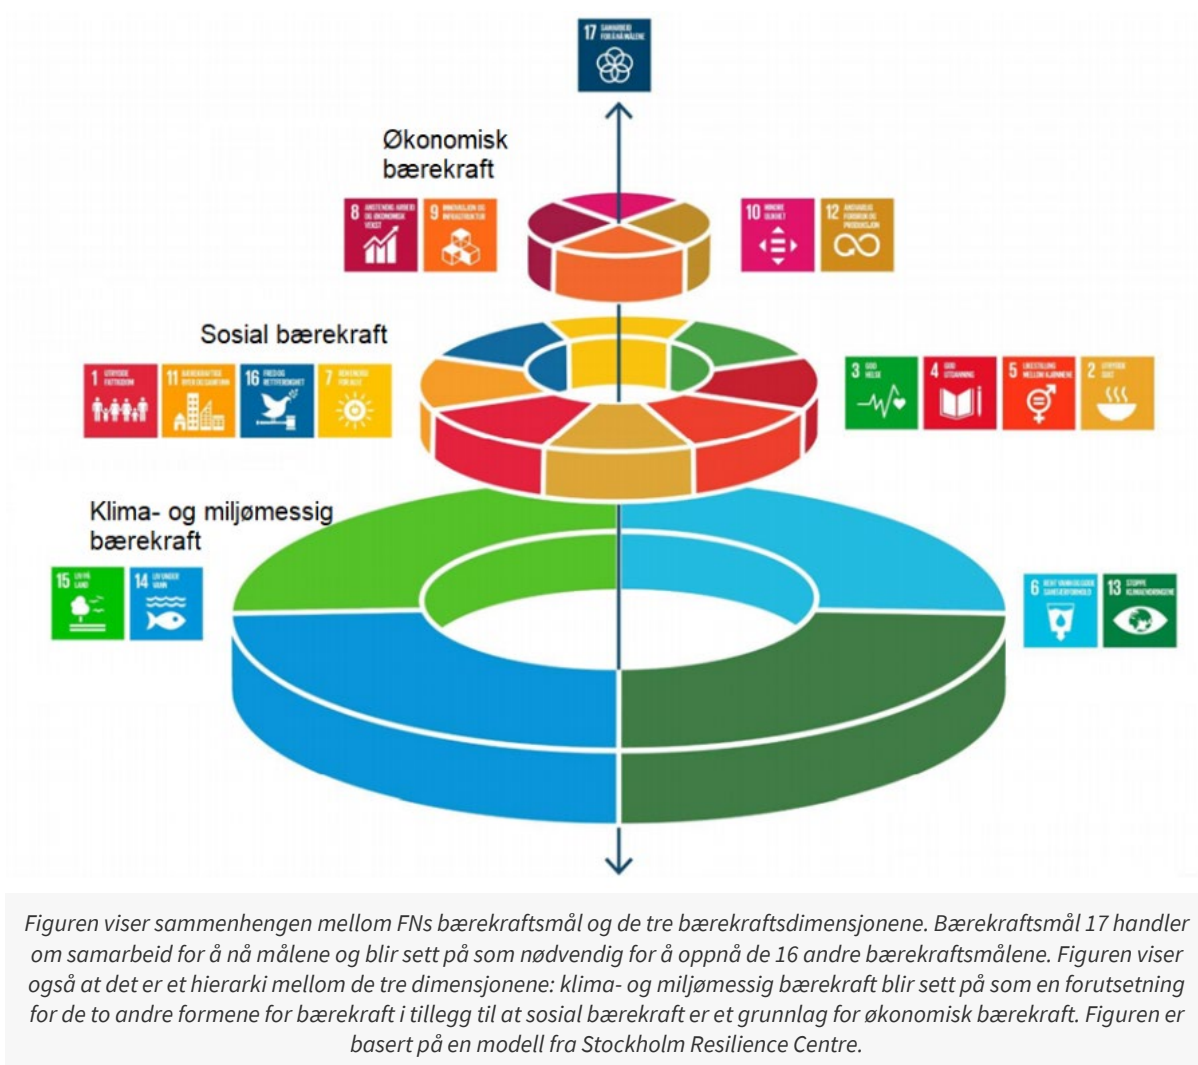 17 SAMARBEID
FOR Å NÅ MÅLENE
Økonomisk
bærekraft
8 ANSTENDIG ARBEID
OG ØKONOMISK
VEKST
9 INNOVASJON OG
INFRASTRUKTUR
10 MINDRE
ULIKHET
12 ANSVARLIG
FORBRUK OG
PRODUKSJON
Sosial bærekraft
1 UTRYDDE
FATTIGDOM
11 BÆREKRAFTIGE
BYER OG SAMFUNN
16 FRED OG
RETTFERDIGHET
7 RENENERGI
FOR ALLE
3 GOD
HELSE
4 GOD
UTDANNING
5 LIKESTILLING
MELLOM KJØNNENE
2 UTRYDDE
SULT
Klima- og miljømessig
bærekraft
15 LIV PÅ
LAND
14 LIV UNDER
VANN
6 RENT VANN OG GODE
SANITÆRFORHOLD
13 STOPPE
KLIMAENDRINGENE
Figuren viser sammenhengen mellom FNs bærekraftsmål og de tre bærekraftsdimensjonene. Bærekraftsmål 17 handler
om samarbeid for å nå målene og blir sett på som nødvendig for å oppnå de 16 andre bærekraftsmålene. Figuren viser
også at det er et hierarki mellom de tre dimensjonene: klima- og miljømessig bærekraft blir sett på som en forutsetning
for de to andre formene for bærekraft i tillegg til at sosial bærekraft er et grunnlag for økonomisk bærekraft. Figuren er
basert på en modell fra Stockholm Resilience Centre.